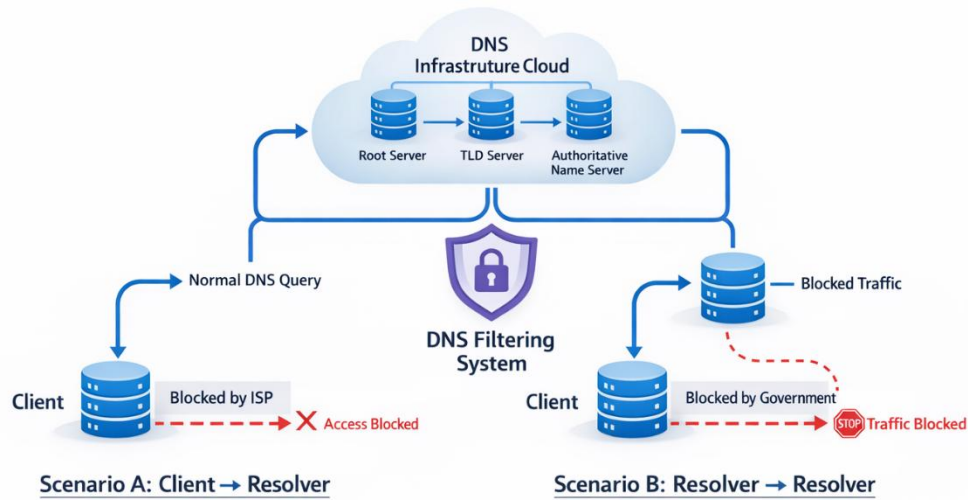 DNS
Infrastruture Cloud
Root Server
TLD Server
Authoritative
Name Server
Normal DNS Query
Blocked Traffic
DNS Filtering
System
Client
Blocked by ISP
Access Blocked
Client
Blocked by Government
STOP
Traffic Blocked
Scenario A: Client → Resolver
Scenario B: Resolver → Resolver